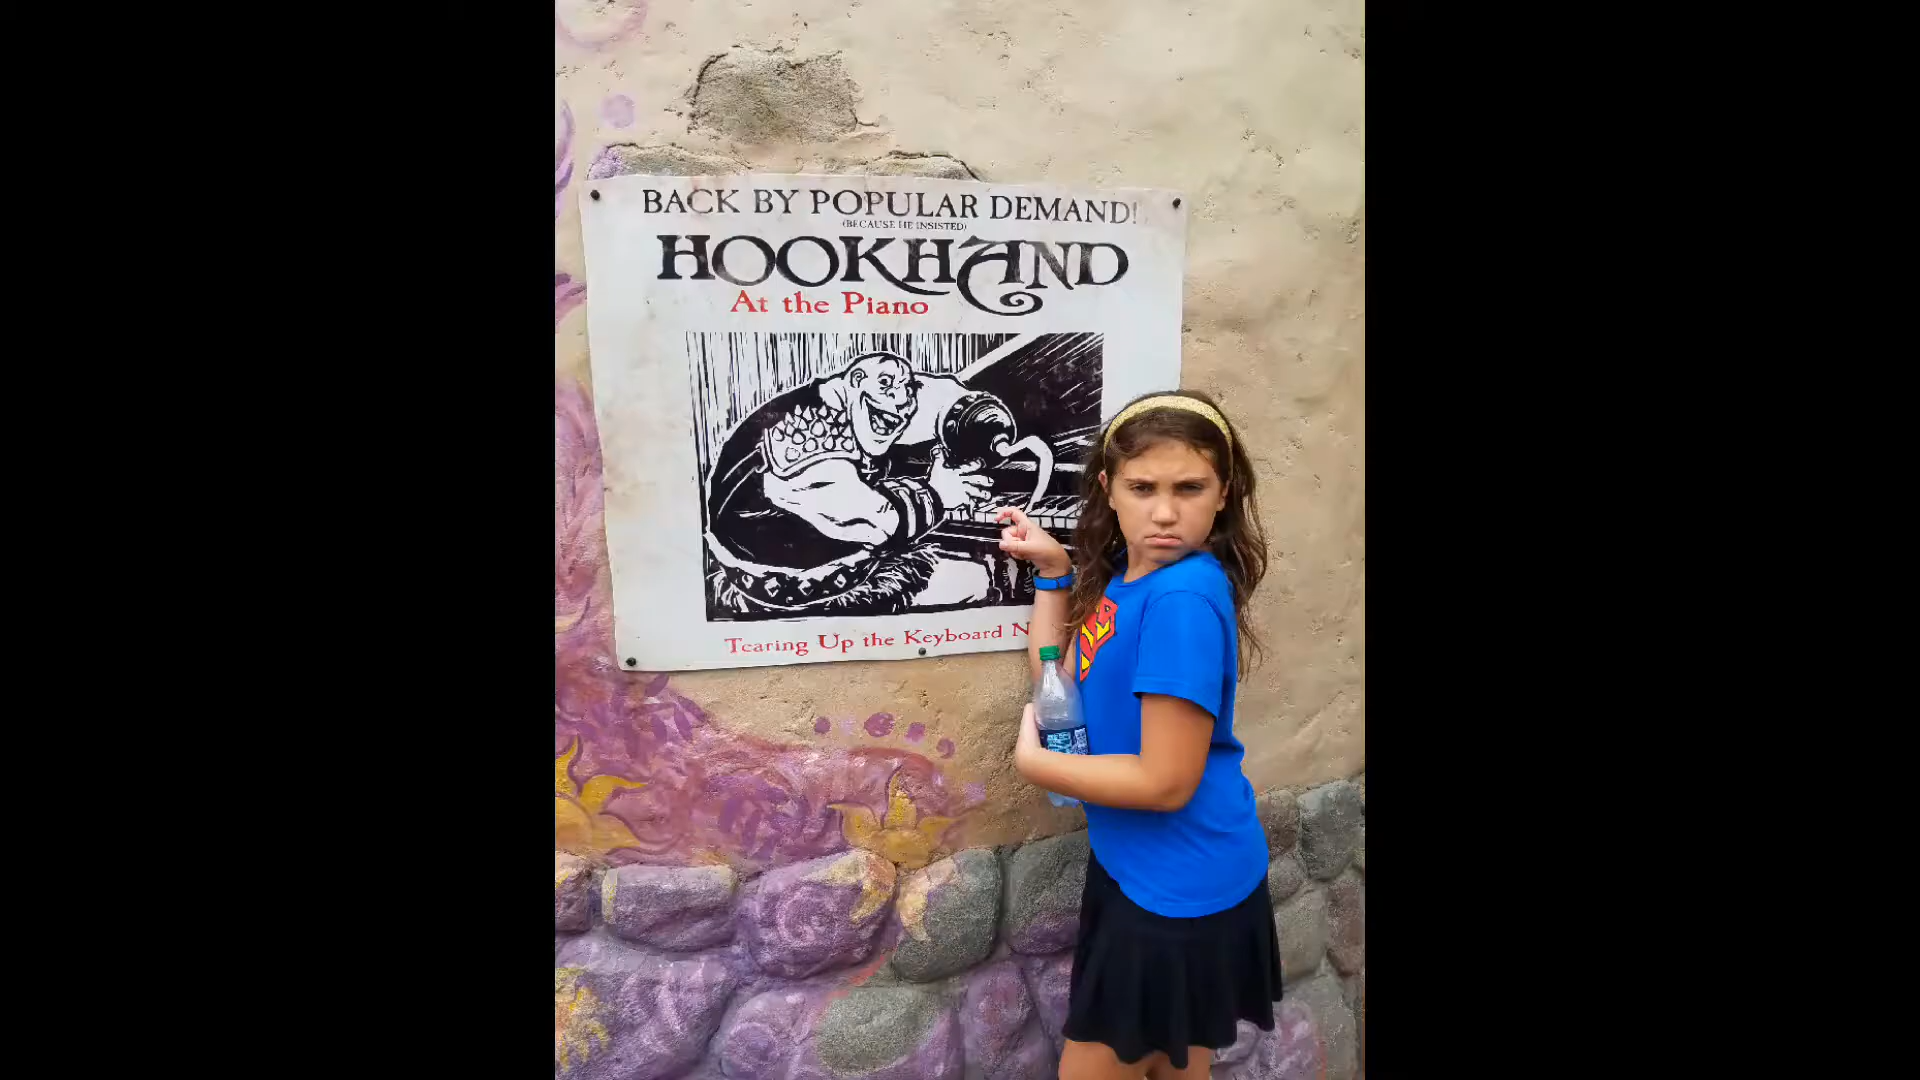 BACK BY POPULAR DEMAND!
(BECAUSE HE INSISTED)
HOOKHAND
At the Piano
Tearing Up the Keyboard